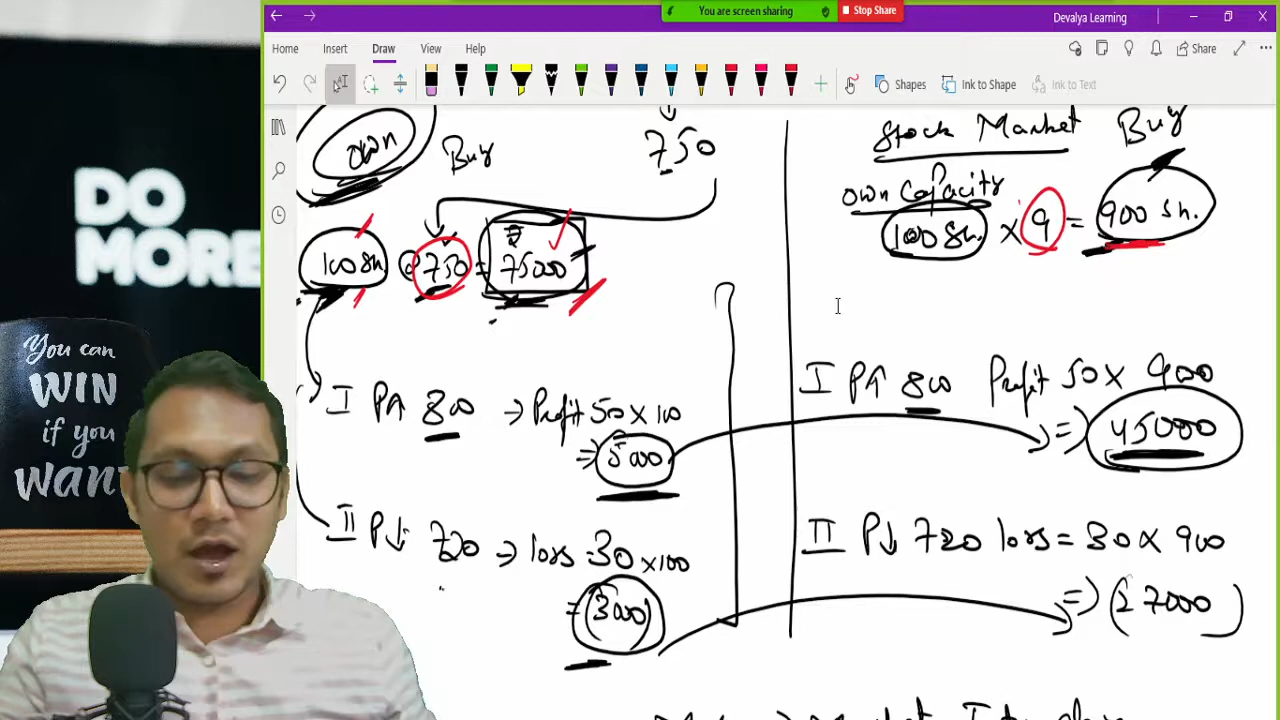 You are screen sharing
Stop Share
Devalya Learning
Home Insert Draw View Help
Share
Shapes
Ink to Shape
Ink to Text
DO
MORE
You can
WIN
if you
want
own Buy
750
100 Sh @ 750 = ₹ 75000
I P↑ 800 → Profit 50 x 100
⇒ 5000
II P↓ 720 → loss = 30 x 100
= (3000)
Stock Market Buy
own capacity
100 Sh. x 9 = 900 Sh.
I P↑ 800 Profit 50 x 900
⇒ 45000
II P↓ 720 loss = 30 x 900
⇒ (27000)